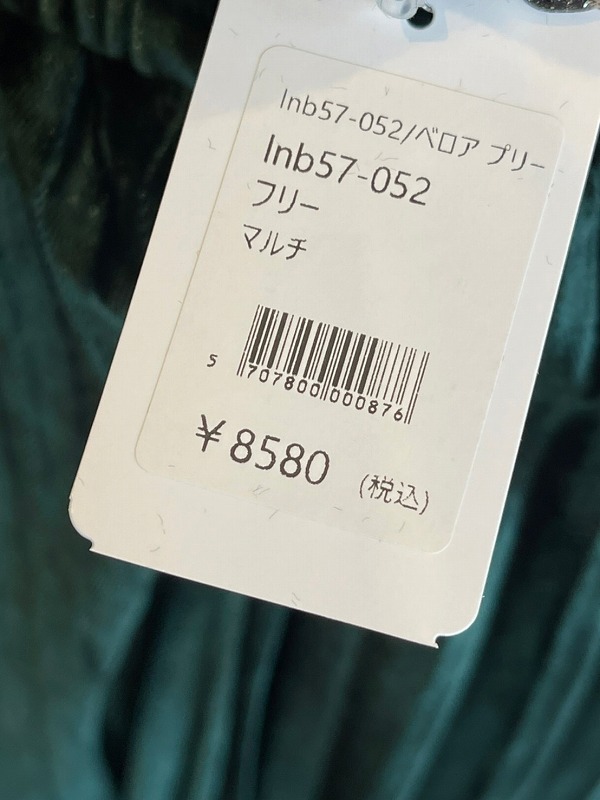 lnb57-052/ベロア プリー
lnb57-052
フリー
マルチ
5 707800 000876
¥8580 (税込)